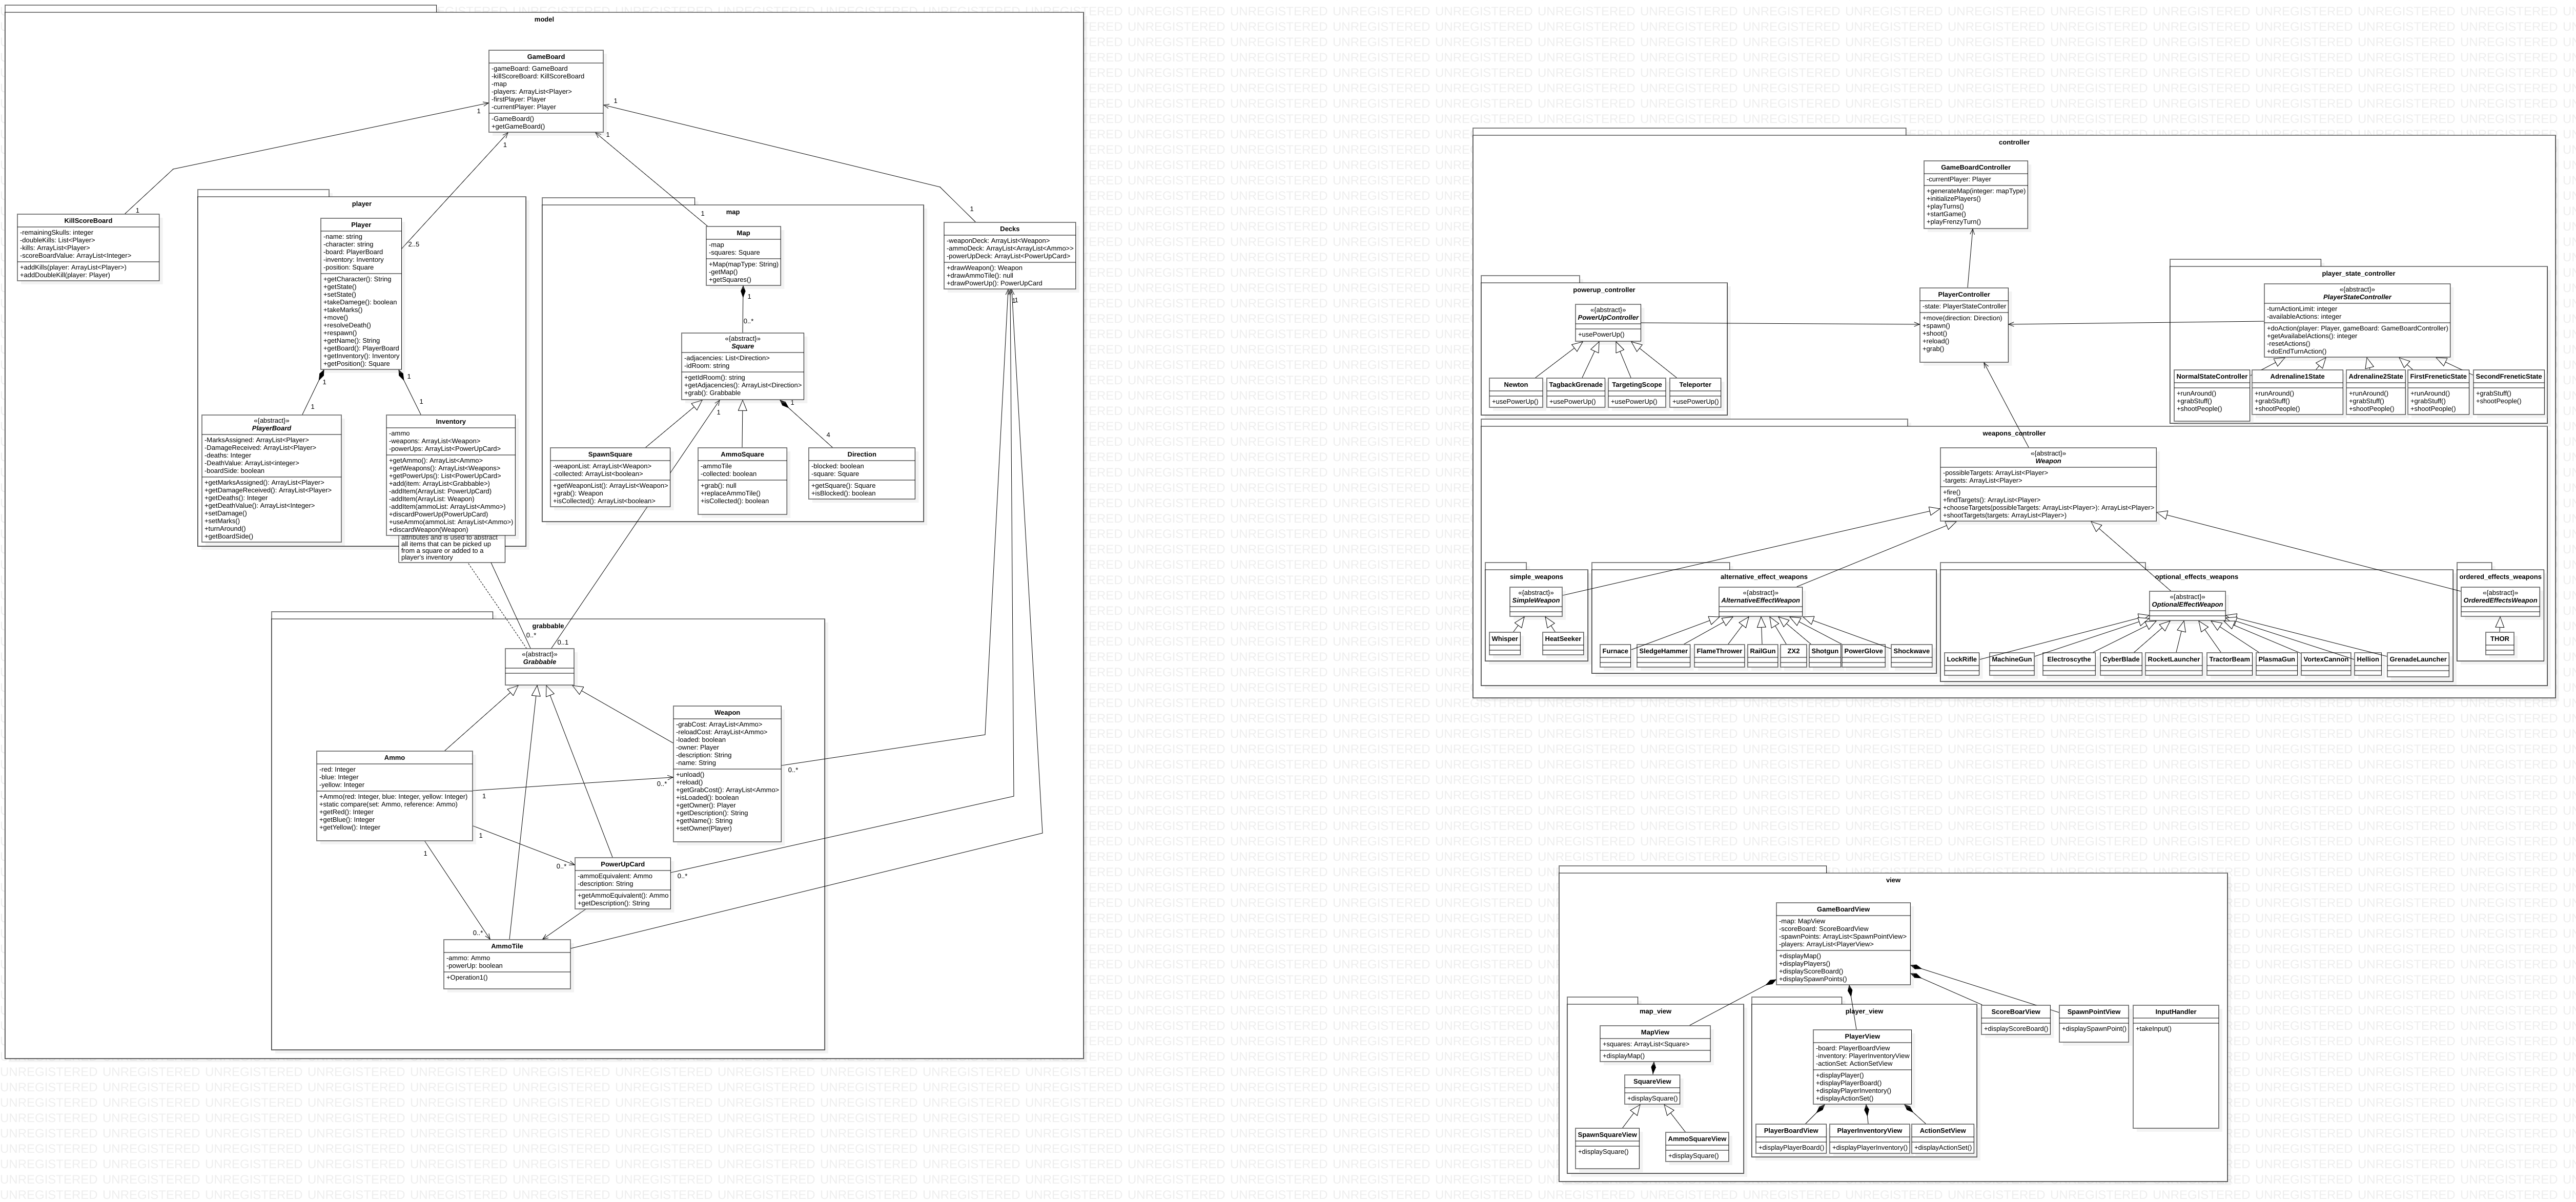 model
GameBoard
-gameBoard: GameBoard
-killScoreBoard: KillScoreBoard
-map
-players: ArrayList<Player>
-firstPlayer: Player
-currentPlayer: Player
-GameBoard()
+getGameBoard()
1
1
1
1
KillScoreBoard
-remainingSkulls: integer
-doubleKills: List<Player>
-kills: ArrayList<Player>
-scoreBoardValue: ArrayList<Integer>
+addKills(player: ArrayList<Player>)
+addDoubleKill(player: Player)
1
player
Player
-name: string
-character: string
-board: PlayerBoard
-inventory: Inventory
-position: Square
+getCharacter(): String
+getState()
+setState()
+takeDamege(): boolean
+takeMarks()
+move()
+resolveDeath()
+respawn()
+getName(): String
+getBoard(): PlayerBoard
+getInventory(): Inventory
+getPosition(): Square
2..5
1
1
1
1
«{abstract}»
PlayerBoard
-MarksAssigned: ArrayList<Player>
-DamageReceived: ArrayList<Player>
-deaths: Integer
-DeathValue: ArrayList<integer>
-boardSide: boolean
+getMarksAssigned(): ArrayList<Player>
+getDamageReceived(): ArrayList<Player>
+getDeaths(): Integer
+getDeathValue(): ArrayList<Integer>
+setDamage()
+setMarks()
+turnAround()
+getBoardSide()
Inventory
-ammo
-weapons: ArrayList<Weapon>
-powerUps: ArrayList<PowerUpCard>
+getAmmo(): ArrayList<Ammo>
+getWeapons(): ArrayList<Weapons>
+getPowerUps(): List<PowerUpCard>
+add(item: ArrayList<Grabbable>)
-addItem(ArrayList: PowerUpCard)
-addItem(ArrayList: Weapon)
-addItem(ammoList: ArrayList<Ammo>)
+discardPowerUp(PowerUpCard)
+useAmmo(ammoList: ArrayList<Ammo>)
+discardWeapon(Weapon)
attributes and is used to abstract
all items that can be picked up
from a square or added to a
player's inventory
map
Map
-map
-squares: Square
+Map(mapType: String)
-getMap()
+getSquares()
1
1
0..*
«{abstract}»
Square
-adjacencies: List<Direction>
-idRoom: string
+getIdRoom(): string
+getAdjacencies(): ArrayList<Direction>
+grab(): Grabbable
1
1
4
SpawnSquare
-weaponList: ArrayList<Weapon>
-collected: ArrayList<boolean>
+getWeaponList(): ArrayList<Weapon>
+grab(): Weapon
+isCollected(): ArrayList<boolean>
AmmoSquare
-ammoTile
-collected: boolean
+grab(): null
+replaceAmmoTile()
+isCollected(): boolean
Direction
-blocked: boolean
-square: Square
+getSquare(): Square
+isBlocked(): boolean
1
Decks
-weaponDeck: ArrayList<Weapon>
-ammoDeck: ArrayList<ArrayList<Ammo>>
-powerUpDeck: ArrayList<PowerUpCard>
+drawWeapon(): Weapon
+drawAmmoTile(): null
+drawPowerUp(): PowerUpCard
1
grabbable
0..*
0..1
«{abstract}»
Grabbable
Ammo
-red: Integer
-blue: Integer
-yellow: Integer
+Ammo(red: Integer, blue: Integer, yellow: Integer)
+static compare(set: Ammo, reference: Ammo)
+getRed(): Integer
+getBlue(): Integer
+getYellow(): Integer
1
0..*
1
0..*
1
0..*
Weapon
-grabCost: ArrayList<Ammo>
-reloadCost: ArrayList<Ammo>
-loaded: boolean
-owner: Player
-description: String
-name: String
+unload()
+reload()
+getGrabCost(): ArrayList<Ammo>
+isLoaded(): boolean
+getOwner(): Player
+getDescription(): String
+getName(): String
+setOwner(Player)
0..*
PowerUpCard
-ammoEquivalent: Ammo
-description: String
+getAmmoEquivalent(): Ammo
+getDescription(): String
0..*
AmmoTile
-ammo: Ammo
-powerUp: boolean
+Operation1()
controller
GameBoardController
-currentPlayer: Player
+generateMap(integer: mapType)
+initializePlayers()
+playTurns()
+startGame()
+playFrenzyTurn()
powerup_controller
«{abstract}»
PowerUpController
+usePowerUp()
Newton
+usePowerUp()
TagbackGrenade
+usePowerUp()
TargetingScope
+usePowerUp()
Teleporter
+usePowerUp()
PlayerController
-state: PlayerStateController
+move(direction: Direction)
+spawn()
+shoot()
+reload()
+grab()
player_state_controller
«{abstract}»
PlayerStateController
-turnActionLimit: integer
-availableActions: integer
+doAction(player: Player, gameBoard: GameBoardController)
+getAvailabelActions(): integer
-resetActions()
+doEndTurnAction()
NormalStateController
+runAround()
+grabStuff()
+shootPeople()
Adrenaline1State
+runAround()
+grabStuff()
+shootPeople()
Adrenaline2State
+runAround()
+grabStuff()
+shootPeople()
FirstFreneticState
+runAround()
+grabStuff()
+shootPeople()
SecondFreneticState
+grabStuff()
+shootPeople()
weapons_controller
«{abstract}»
Weapon
-possibleTargets: ArrayList<Player>
-targets: ArrayList<Player>
+fire()
+findTargets(): ArrayList<Player>
+chooseTargets(possibleTargets: ArrayList<Player>): ArrayList<Player>
+shootTargets(targets: ArrayList<Player>)
simple_weapons
«{abstract}»
SimpleWeapon
Whisper
HeatSeeker
alternative_effect_weapons
«{abstract}»
AlternativeEffectWeapon
Furnace
SledgeHammer
FlameThrower
RailGun
ZX2
Shotgun
PowerGlove
Shockwave
optional_effects_weapons
«{abstract}»
OptionalEffectWeapon
LockRifle
MachineGun
Electroscythe
CyberBlade
RocketLauncher
TractorBeam
PlasmaGun
VortexCannon
Hellion
GrenadeLauncher
ordered_effects_weapons
«{abstract}»
OrderedEffectsWeapon
THOR
view
GameBoardView
-map: MapView
-scoreBoard: ScoreBoardView
-spawnPoints: ArrayList<SpawnPointView>
-players: ArrayList<PlayerView>
+displayMap()
+displayPlayers()
+displayScoreBoard()
+displaySpawnPoints()
map_view
MapView
+squares: ArrayList<Square>
+displayMap()
SquareView
+displaySquare()
SpawnSquareView
+displaySquare()
AmmoSquareView
+displaySquare()
player_view
PlayerView
-board: PlayerBoardView
-inventory: PlayerInventoryView
-actionSet: ActionSetView
+displayPlayer()
+displayPlayerBoard()
+displayPlayerInventory()
+displayActionSet()
PlayerBoardView
+displayPlayerBoard()
PlayerInventoryView
+displayPlayerInventory()
ActionSetView
+displayActionSet()
ScoreBoarView
+displayScoreBoard()
SpawnPointView
+displaySpawnPoint()
InputHandler
+takeInput()